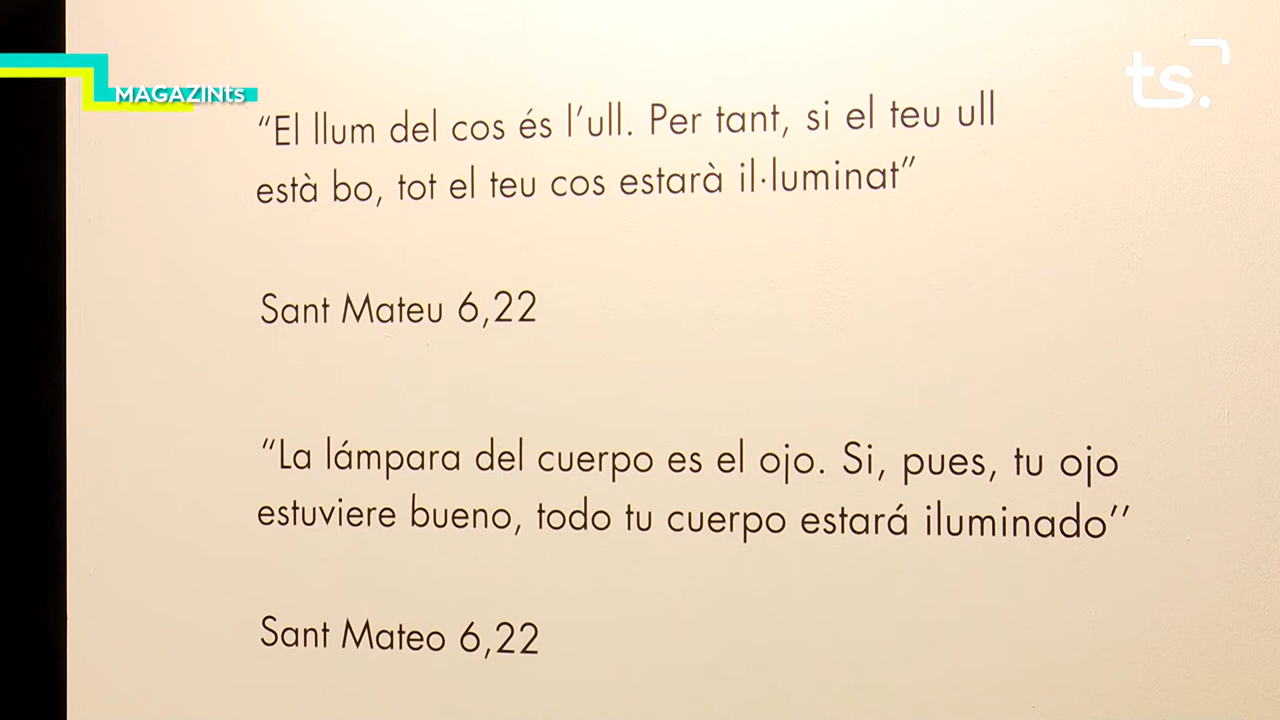 MAGAZINts
ts.
“El llum del cos és l’ull. Per tant, si el teu ull
està bo, tot el teu cos estarà il·luminat”
Sant Mateu 6,22
“La lámpara del cuerpo es el ojo. Si, pues, tu ojo
estuviere bueno, todo tu cuerpo estará iluminado’’
Sant Mateo 6,22